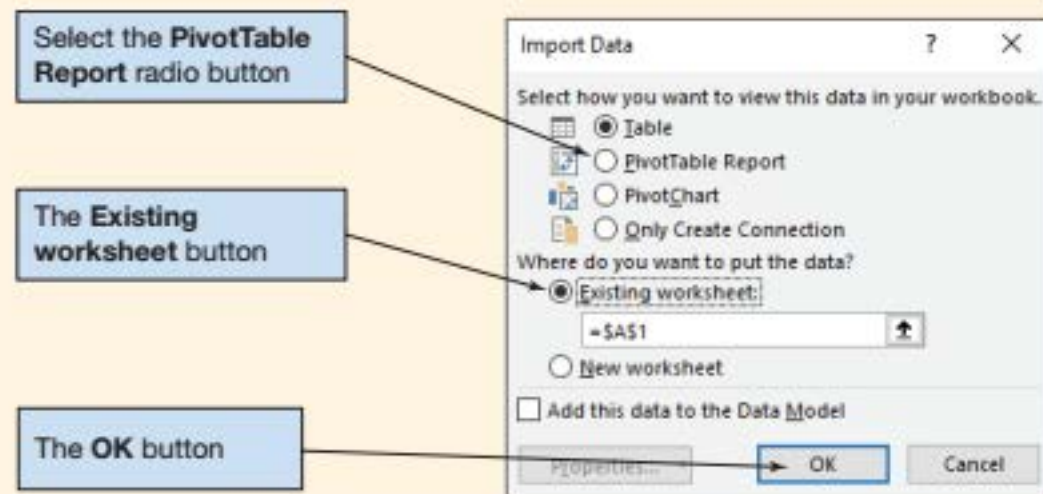 Select the PivotTable
Report radio button
The Existing
worksheet button
The OK button
Import Data ? ×
Select how you want to view this data in your workbook.
Table
PivotTable Report
PivotChart
Only Create Connection
Where do you want to put the data?
Existing worksheet:
=$A$1
New worksheet
Add this data to the Data Model
Properties... OK Cancel